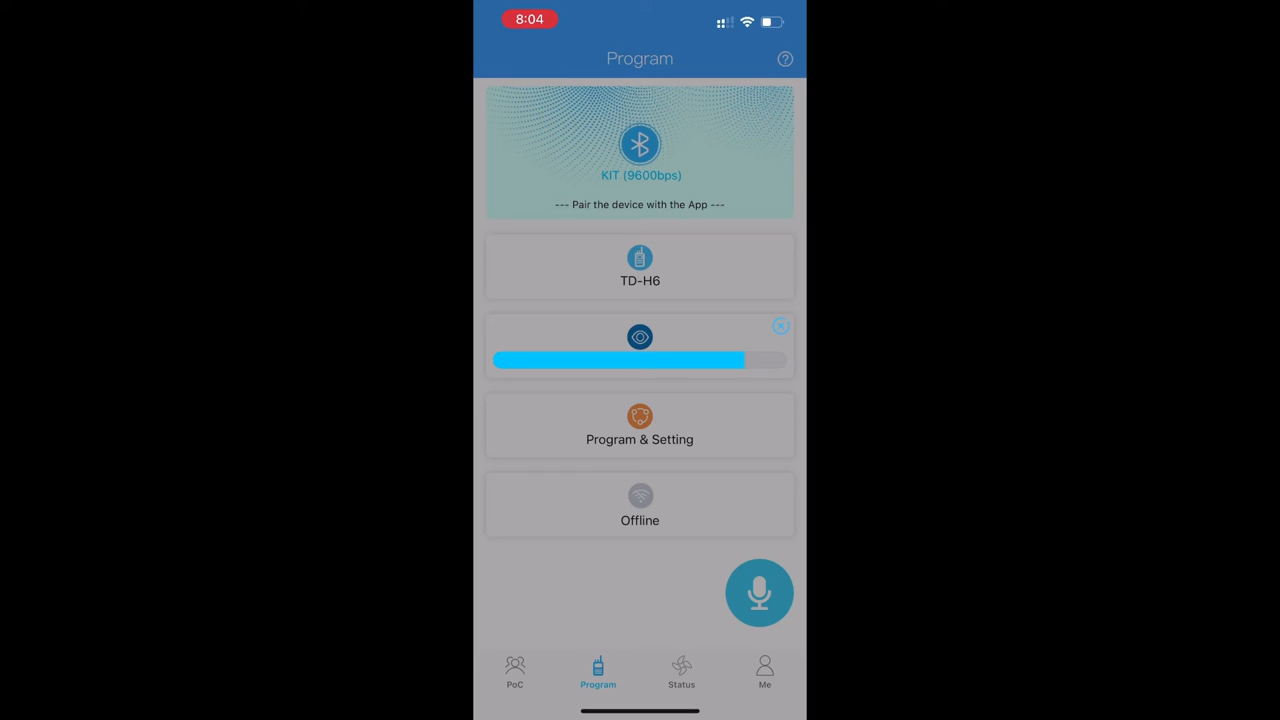 8:04
Program
KIT (9600bps)
--- Pair the device with the App ---
TD-H6
Program & Setting
Offline
PoC
Program
Status
Me